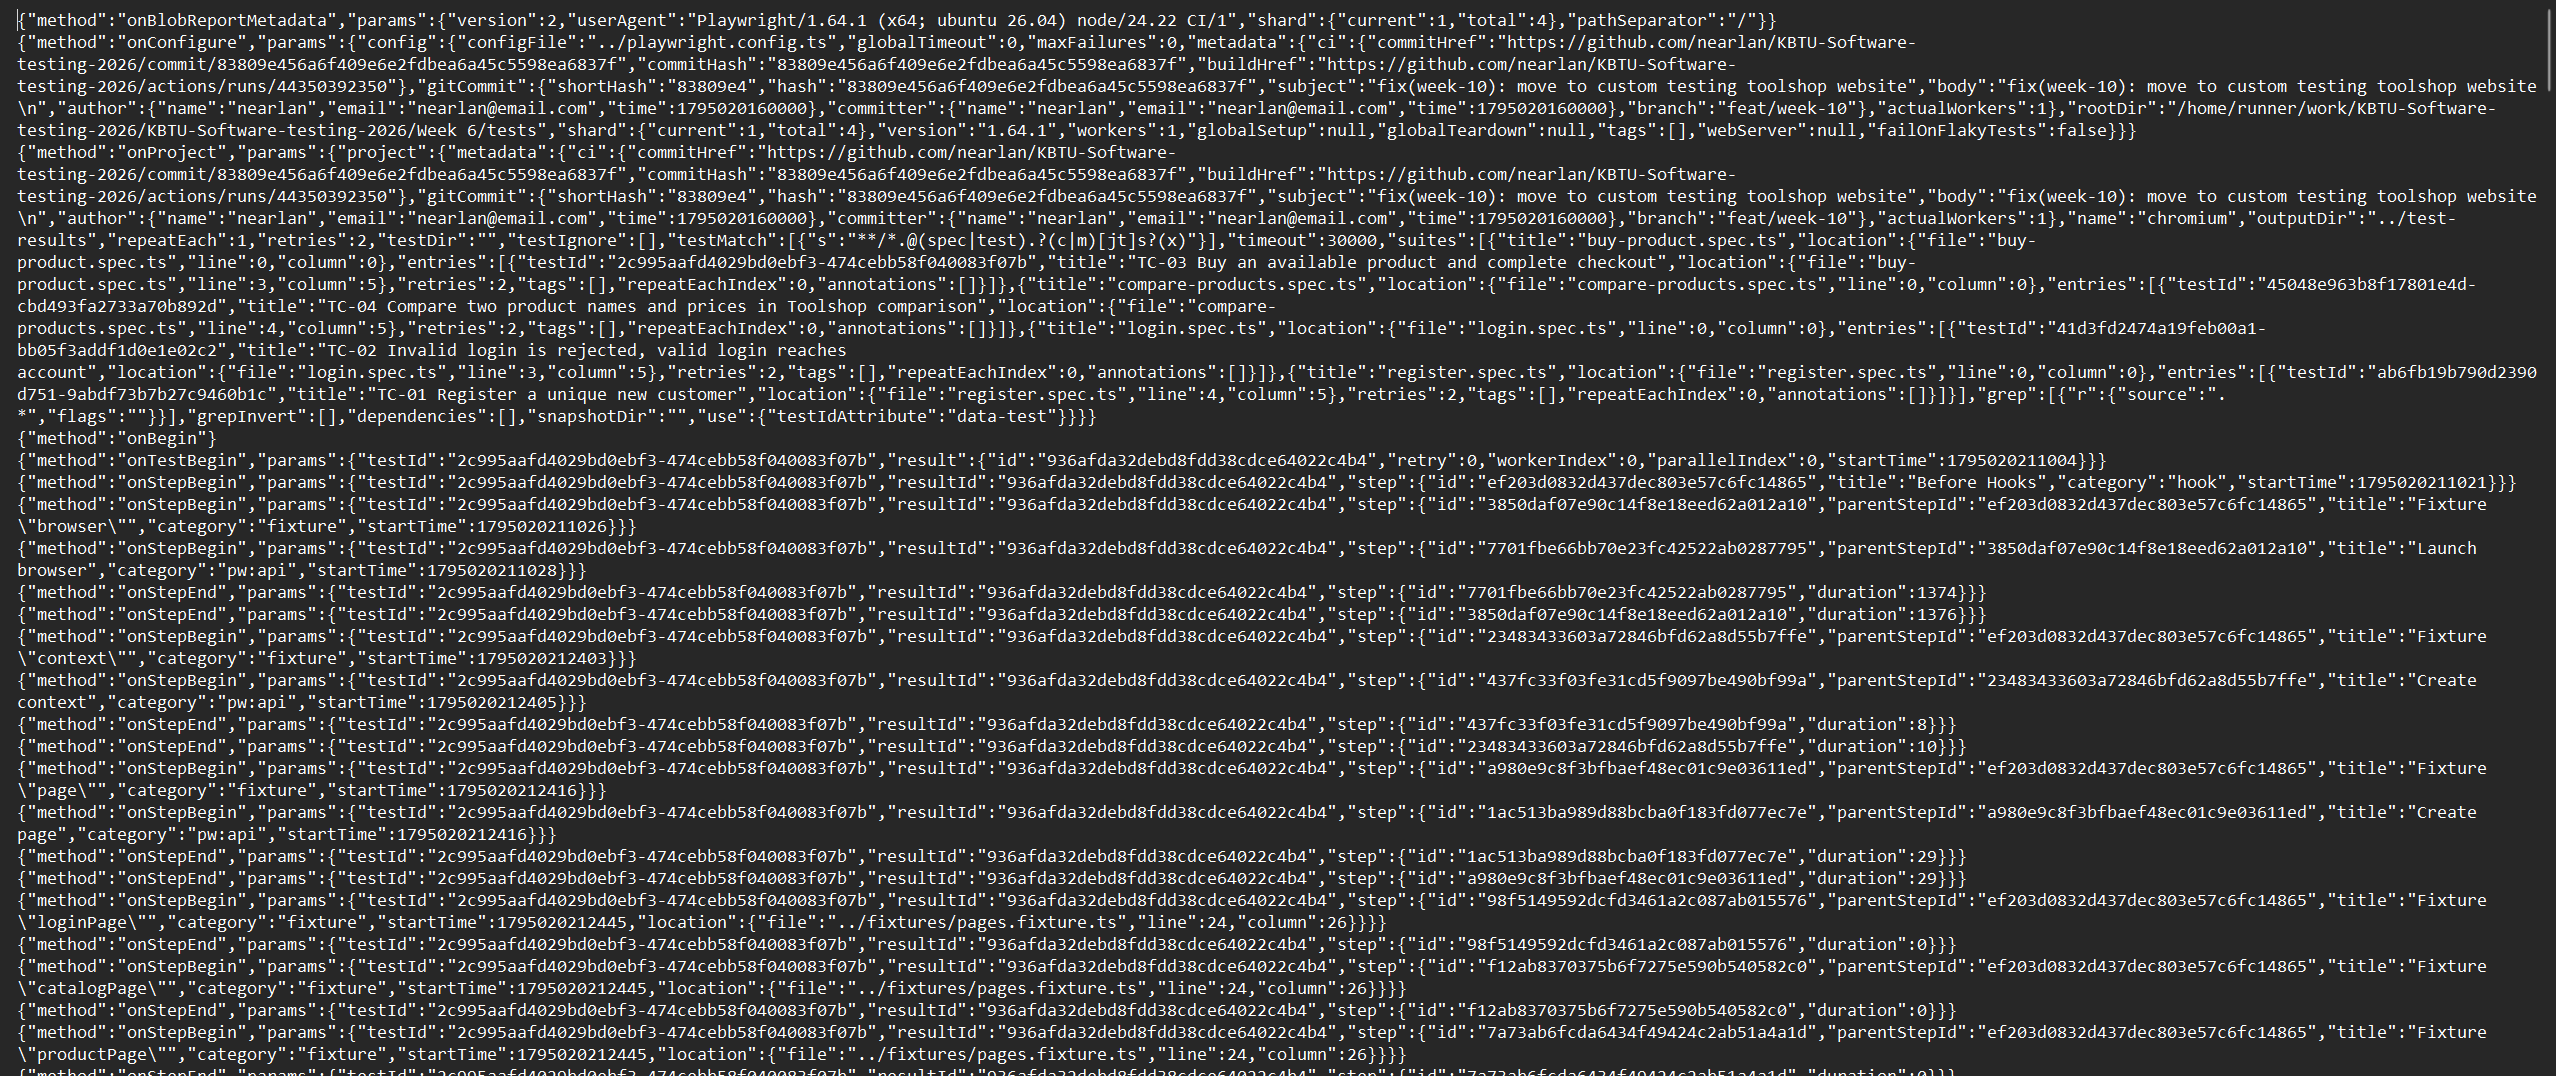 {"method":"onBlobReportMetadata","params":{"version":2,"userAgent":"Playwright/1.64.1 (x64; ubuntu 26.04) node/24.22 CI/1","shard":{"current":1,"total":4},"pathSeparator":"/"}}
{"method":"onConfigure","params":{"config":{"configFile":"../playwright.config.ts","globalTimeout":0,"maxFailures":0,"metadata":{"ci":{"commitHref":"https://github.com/nearlan/KBTU-Software-
testing-2026/commit/83809e456a6f409e6e2fdbea6a45c5598ea6837f","commitHash":"83809e456a6f409e6e2fdbea6a45c5598ea6837f","buildHref":"https://github.com/nearlan/KBTU-Software-
testing-2026/actions/runs/44350392350"},"gitCommit":{"shortHash":"83809e4","hash":"83809e456a6f409e6e2fdbea6a45c5598ea6837f","subject":"fix(week-10): move to custom testing toolshop website","body":"fix(week-10): move to custom testing toolshop website
\n","author":{"name":"nearlan","email":"nearlan@email.com","time":1795020160000},"committer":{"name":"nearlan","email":"nearlan@email.com","time":1795020160000},"branch":"feat/week-10"},"actualWorkers":1},"rootDir":"/home/runner/work/KBTU-Software-
testing-2026/KBTU-Software-testing-2026/Week 6/tests","shard":{"current":1,"total":4},"version":"1.64.1","workers":1,"globalSetup":null,"globalTeardown":null,"tags":[],"webServer":null,"failOnFlakyTests":false}}}
{"method":"onProject","params":{"project":{"metadata":{"ci":{"commitHref":"https://github.com/nearlan/KBTU-Software-
testing-2026/commit/83809e456a6f409e6e2fdbea6a45c5598ea6837f","commitHash":"83809e456a6f409e6e2fdbea6a45c5598ea6837f","buildHref":"https://github.com/nearlan/KBTU-Software-
testing-2026/actions/runs/44350392350"},"gitCommit":{"shortHash":"83809e4","hash":"83809e456a6f409e6e2fdbea6a45c5598ea6837f","subject":"fix(week-10): move to custom testing toolshop website","body":"fix(week-10): move to custom testing toolshop website
\n","author":{"name":"nearlan","email":"nearlan@email.com","time":1795020160000},"committer":{"name":"nearlan","email":"nearlan@email.com","time":1795020160000},"branch":"feat/week-10"},"actualWorkers":1},"name":"chromium","outputDir":"../test-
results","repeatEach":1,"retries":2,"testDir":"","testIgnore":[],"testMatch":[{"s":"**/*.@(spec|test).?(c|m)[jt]s?(x)"}],"timeout":30000,"suites":[{"title":"buy-product.spec.ts","location":{"file":"buy-
product.spec.ts","line":0,"column":0},"entries":[{"testId":"2c995aafd4029bd0ebf3-474cebb58f040083f07b","title":"TC-03 Buy an available product and complete checkout","location":{"file":"buy-
product.spec.ts","line":3,"column":5},"retries":2,"tags":[],"repeatEachIndex":0,"annotations":[]}]},{"title":"compare-products.spec.ts","location":{"file":"compare-products.spec.ts","line":0,"column":0},"entries":[{"testId":"45048e963b8f17801e4d-
cbd493fa2733a70b892d","title":"TC-04 Compare two product names and prices in Toolshop comparison","location":{"file":"compare-
products.spec.ts","line":4,"column":5},"retries":2,"tags":[],"repeatEachIndex":0,"annotations":[]}]},{"title":"login.spec.ts","location":{"file":"login.spec.ts","line":0,"column":0},"entries":[{"testId":"41d3fd2474a19feb00a1-
bb05f3addf1d0e1e02c2","title":"TC-02 Invalid login is rejected, valid login reaches
account","location":{"file":"login.spec.ts","line":3,"column":5},"retries":2,"tags":[],"repeatEachIndex":0,"annotations":[]}]},{"title":"register.spec.ts","location":{"file":"register.spec.ts","line":0,"column":0},"entries":[{"testId":"ab6fb19b790d2390
d751-9abdf73b7b27c9460b1c","title":"TC-01 Register a unique new customer","location":{"file":"register.spec.ts","line":4,"column":5},"retries":2,"tags":[],"repeatEachIndex":0,"annotations":[]}]}],"grep":[{"r":{"source":".
*","flags":""}}],"grepInvert":[],"dependencies":[],"snapshotDir":"","use":{"testIdAttribute":"data-test"}}}}
{"method":"onBegin"}
{"method":"onTestBegin","params":{"testId":"2c995aafd4029bd0ebf3-474cebb58f040083f07b","result":{"id":"936afda32debd8fdd38cdce64022c4b4","retry":0,"workerIndex":0,"parallelIndex":0,"startTime":1795020211004}}}
{"method":"onStepBegin","params":{"testId":"2c995aafd4029bd0ebf3-474cebb58f040083f07b","resultId":"936afda32debd8fdd38cdce64022c4b4","step":{"id":"ef203d0832d437dec803e57c6fc14865","title":"Before Hooks","category":"hook","startTime":1795020211021}}}
{"method":"onStepBegin","params":{"testId":"2c995aafd4029bd0ebf3-474cebb58f040083f07b","resultId":"936afda32debd8fdd38cdce64022c4b4","step":{"id":"3850daf07e90c14f8e18eed62a012a10","parentStepId":"ef203d0832d437dec803e57c6fc14865","title":"Fixture
\"browser\"","category":"fixture","startTime":1795020211026}}}
{"method":"onStepBegin","params":{"testId":"2c995aafd4029bd0ebf3-474cebb58f040083f07b","resultId":"936afda32debd8fdd38cdce64022c4b4","step":{"id":"7701fbe66bb70e23fc42522ab0287795","parentStepId":"3850daf07e90c14f8e18eed62a012a10","title":"Launch
browser","category":"pw:api","startTime":1795020211028}}}
{"method":"onStepEnd","params":{"testId":"2c995aafd4029bd0ebf3-474cebb58f040083f07b","resultId":"936afda32debd8fdd38cdce64022c4b4","step":{"id":"7701fbe66bb70e23fc42522ab0287795","duration":1374}}}
{"method":"onStepEnd","params":{"testId":"2c995aafd4029bd0ebf3-474cebb58f040083f07b","resultId":"936afda32debd8fdd38cdce64022c4b4","step":{"id":"3850daf07e90c14f8e18eed62a012a10","duration":1376}}}
{"method":"onStepBegin","params":{"testId":"2c995aafd4029bd0ebf3-474cebb58f040083f07b","resultId":"936afda32debd8fdd38cdce64022c4b4","step":{"id":"23483433603a72846bfd62a8d55b7ffe","parentStepId":"ef203d0832d437dec803e57c6fc14865","title":"Fixture
\"context\"","category":"fixture","startTime":1795020212403}}}
{"method":"onStepBegin","params":{"testId":"2c995aafd4029bd0ebf3-474cebb58f040083f07b","resultId":"936afda32debd8fdd38cdce64022c4b4","step":{"id":"437fc33f03fe31cd5f9097be490bf99a","parentStepId":"23483433603a72846bfd62a8d55b7ffe","title":"Create
context","category":"pw:api","startTime":1795020212405}}}
{"method":"onStepEnd","params":{"testId":"2c995aafd4029bd0ebf3-474cebb58f040083f07b","resultId":"936afda32debd8fdd38cdce64022c4b4","step":{"id":"437fc33f03fe31cd5f9097be490bf99a","duration":8}}}
{"method":"onStepEnd","params":{"testId":"2c995aafd4029bd0ebf3-474cebb58f040083f07b","resultId":"936afda32debd8fdd38cdce64022c4b4","step":{"id":"23483433603a72846bfd62a8d55b7ffe","duration":10}}}
{"method":"onStepBegin","params":{"testId":"2c995aafd4029bd0ebf3-474cebb58f040083f07b","resultId":"936afda32debd8fdd38cdce64022c4b4","step":{"id":"a980e9c8f3bfbaef48ec01c9e03611ed","parentStepId":"ef203d0832d437dec803e57c6fc14865","title":"Fixture
\"page\"","category":"fixture","startTime":1795020212416}}}
{"method":"onStepBegin","params":{"testId":"2c995aafd4029bd0ebf3-474cebb58f040083f07b","resultId":"936afda32debd8fdd38cdce64022c4b4","step":{"id":"1ac513ba989d88bcba0f183fd077ec7e","parentStepId":"a980e9c8f3bfbaef48ec01c9e03611ed","title":"Create
page","category":"pw:api","startTime":1795020212416}}}
{"method":"onStepEnd","params":{"testId":"2c995aafd4029bd0ebf3-474cebb58f040083f07b","resultId":"936afda32debd8fdd38cdce64022c4b4","step":{"id":"1ac513ba989d88bcba0f183fd077ec7e","duration":29}}}
{"method":"onStepEnd","params":{"testId":"2c995aafd4029bd0ebf3-474cebb58f040083f07b","resultId":"936afda32debd8fdd38cdce64022c4b4","step":{"id":"a980e9c8f3bfbaef48ec01c9e03611ed","duration":29}}}
{"method":"onStepBegin","params":{"testId":"2c995aafd4029bd0ebf3-474cebb58f040083f07b","resultId":"936afda32debd8fdd38cdce64022c4b4","step":{"id":"98f5149592dcfd3461a2c087ab015576","parentStepId":"ef203d0832d437dec803e57c6fc14865","title":"Fixture
\"loginPage\"","category":"fixture","startTime":1795020212445,"location":{"file":"../fixtures/pages.fixture.ts","line":24,"column":26}}}}
{"method":"onStepEnd","params":{"testId":"2c995aafd4029bd0ebf3-474cebb58f040083f07b","resultId":"936afda32debd8fdd38cdce64022c4b4","step":{"id":"98f5149592dcfd3461a2c087ab015576","duration":0}}}
{"method":"onStepBegin","params":{"testId":"2c995aafd4029bd0ebf3-474cebb58f040083f07b","resultId":"936afda32debd8fdd38cdce64022c4b4","step":{"id":"f12ab8370375b6f7275e590b540582c0","parentStepId":"ef203d0832d437dec803e57c6fc14865","title":"Fixture
\"catalogPage\"","category":"fixture","startTime":1795020212445,"location":{"file":"../fixtures/pages.fixture.ts","line":24,"column":26}}}}
{"method":"onStepEnd","params":{"testId":"2c995aafd4029bd0ebf3-474cebb58f040083f07b","resultId":"936afda32debd8fdd38cdce64022c4b4","step":{"id":"f12ab8370375b6f7275e590b540582c0","duration":0}}}
{"method":"onStepBegin","params":{"testId":"2c995aafd4029bd0ebf3-474cebb58f040083f07b","resultId":"936afda32debd8fdd38cdce64022c4b4","step":{"id":"7a73ab6fcda6434f49424c2ab51a4a1d","parentStepId":"ef203d0832d437dec803e57c6fc14865","title":"Fixture
\"productPage\"","category":"fixture","startTime":1795020212445,"location":{"file":"../fixtures/pages.fixture.ts","line":24,"column":26}}}}
{"method":"onStepEnd","params":{"testId":"2c995aafd4029bd0ebf3-474cebb58f040083f07b","resultId":"936afda32debd8fdd38cdce64022c4b4","step":{"id":"7a73ab6fcda6434f49424c2ab51a4a1d","duration":0}}}